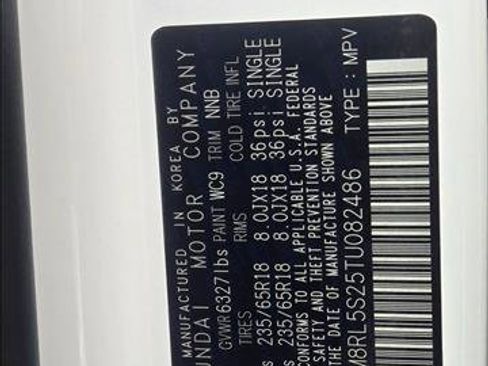 MANUFACTURED IN KOREA BY
UNDAI MOTOR COMPANY
GVWR 6327lbs PAINT WC9 TRIM NNB
TIRES RIMS COLD TIRE INFL
235/65R18 8.0JX18 36psi SINGLE
235/65R18 8.0JX18 36psi SINGLE
CONFORMS TO ALL APPLICABLE U.S.A. FEDERAL
SAFETY AND THEFT PREVENTION STANDARDS
THE DATE OF MANUFACTURE SHOWN ABOVE
M8RL5S25TU082486 TYPE : MPV